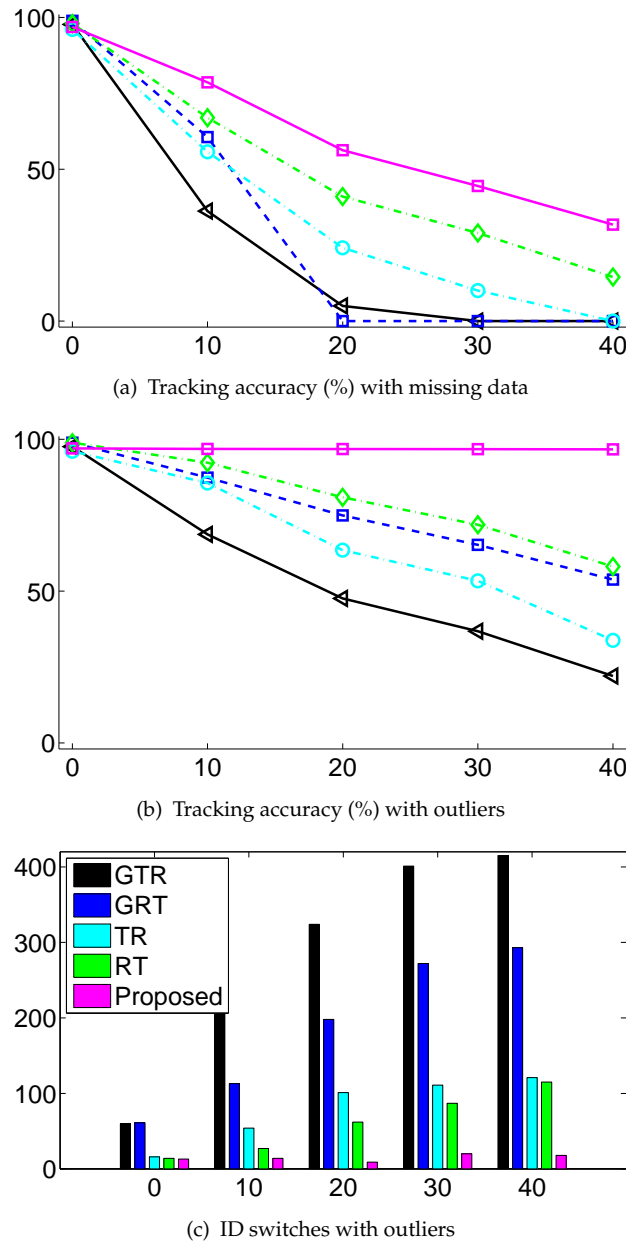 100
50
0
0 10 20 30 40
(a) Tracking accuracy (%) with missing data
100
50
0
0 10 20 30 40
(b) Tracking accuracy (%) with outliers
400
300
200
100
0
GTR
GRT
TR
RT
Proposed
0 10 20 30 40
(c) ID switches with outliers